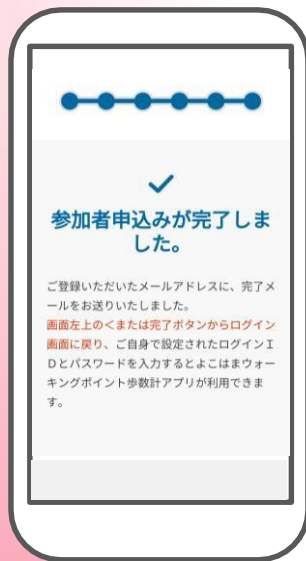 参加者申込みが完了しま
した。
ご登録いただいたメールアドレスに、完了メ
ールをお送りいたしました。
画面左上の<または完了ボタンからログイン
画面に戻り、ご自身で設定されたログインI
Dとパスワードを入力するとよこはまウォー
キングポイント歩数計アプリが利用できま
す。